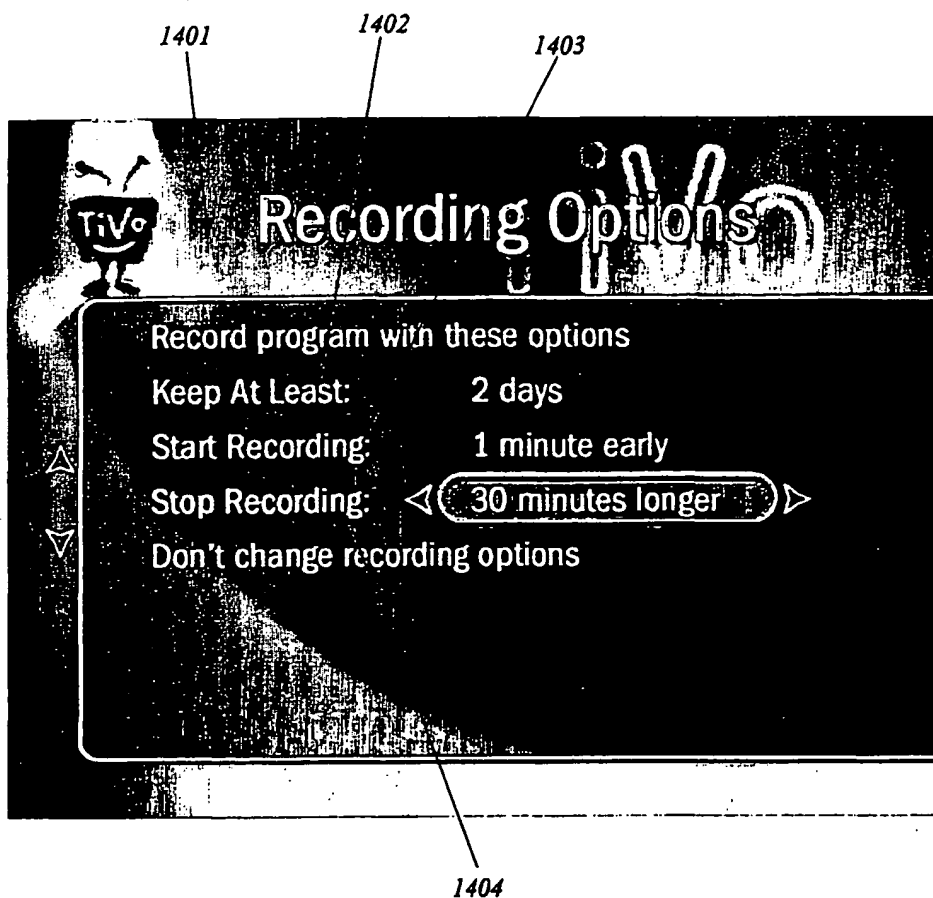 1401 1402 1403
TiVo
iVo
Recording Options
Record program with these options
Keep At Least: 2 days
Start Recording: 1 minute early
Stop Recording: 30 minutes longer
Don't change recording options
1404